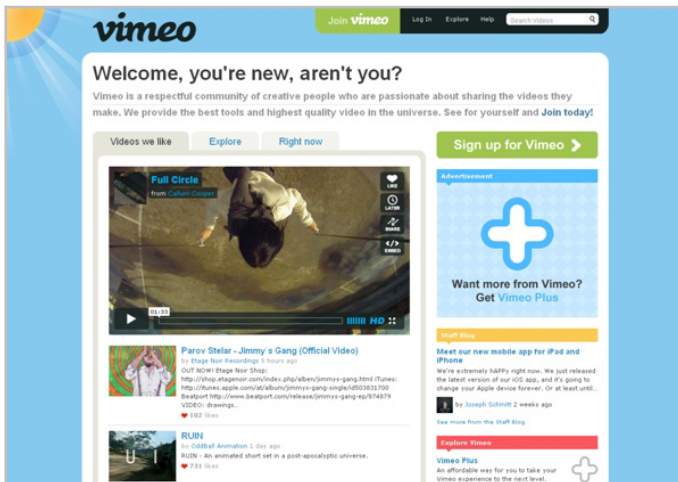 vimeo
Join vimeo
Log In Explore Help Search Videos
Welcome, you're new, aren't you?
Vimeo is a respectful community of creative people who are passionate about sharing the videos they
make. We provide the best tools and highest quality video in the universe. See for yourself and Join today!
Videos we like Explore Right now
Full Circle
from Callum Cooper
LIKE
LATER
SHARE
EMBED
01:33
HD
Parov Stelar - Jimmy's Gang (Official Video)
by Etage Noir Recordings 9 hours ago
OUT NOW! Etage Noir Shop:
http://shop.etagenoir.com/index.php/alben/jimmys-gang.html iTunes:
http://itunes.apple.com/at/album/jimmys-gang-single/id503831700
Beatport http://www.beatport.com/release/jimmys-gang-ep/874879
VIDEO: drawings...
102 likes
RUIN
by Oddball Animation 1 day ago
RUIN - An animated short set in a post-apocalyptic universe.
731 likes
U I
Sign up for Vimeo
Advertisement
Want more from Vimeo?
Get Vimeo Plus
Staff Blog
Meet our new mobile app for iPad and
iPhone
We're extremely hAPPy right now. We just released
the latest version of our iOS app, and it's going to
change your Apple device forever. Or at least until...
by Joseph Schmitt 2 weeks ago
See more from the Staff Blog
Explore Vimeo
Vimeo Plus
An affordable way for you to take your
Vimeo experience to the next level.